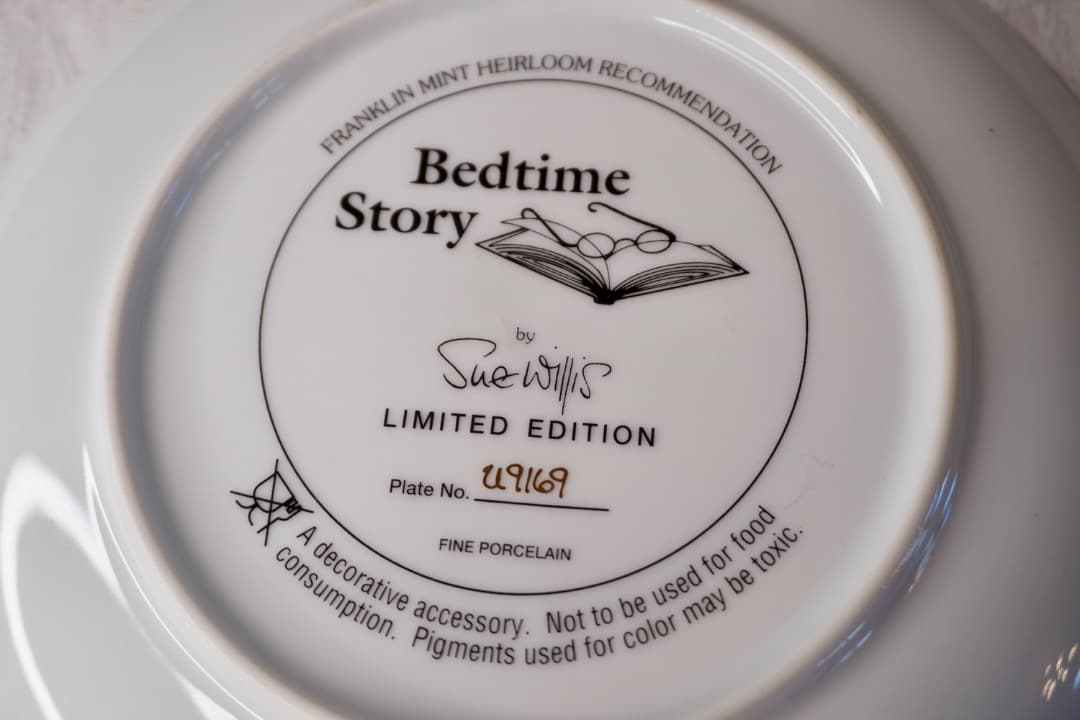 FRANKLIN MINT HEIRLOOM RECOMMENDATION
Bedtime
Story
by
Sue Willis
LIMITED EDITION
Plate No. U9169
FINE PORCELAIN
A decorative accessory. Not to be used for food
consumption. Pigments used for color may be toxic.